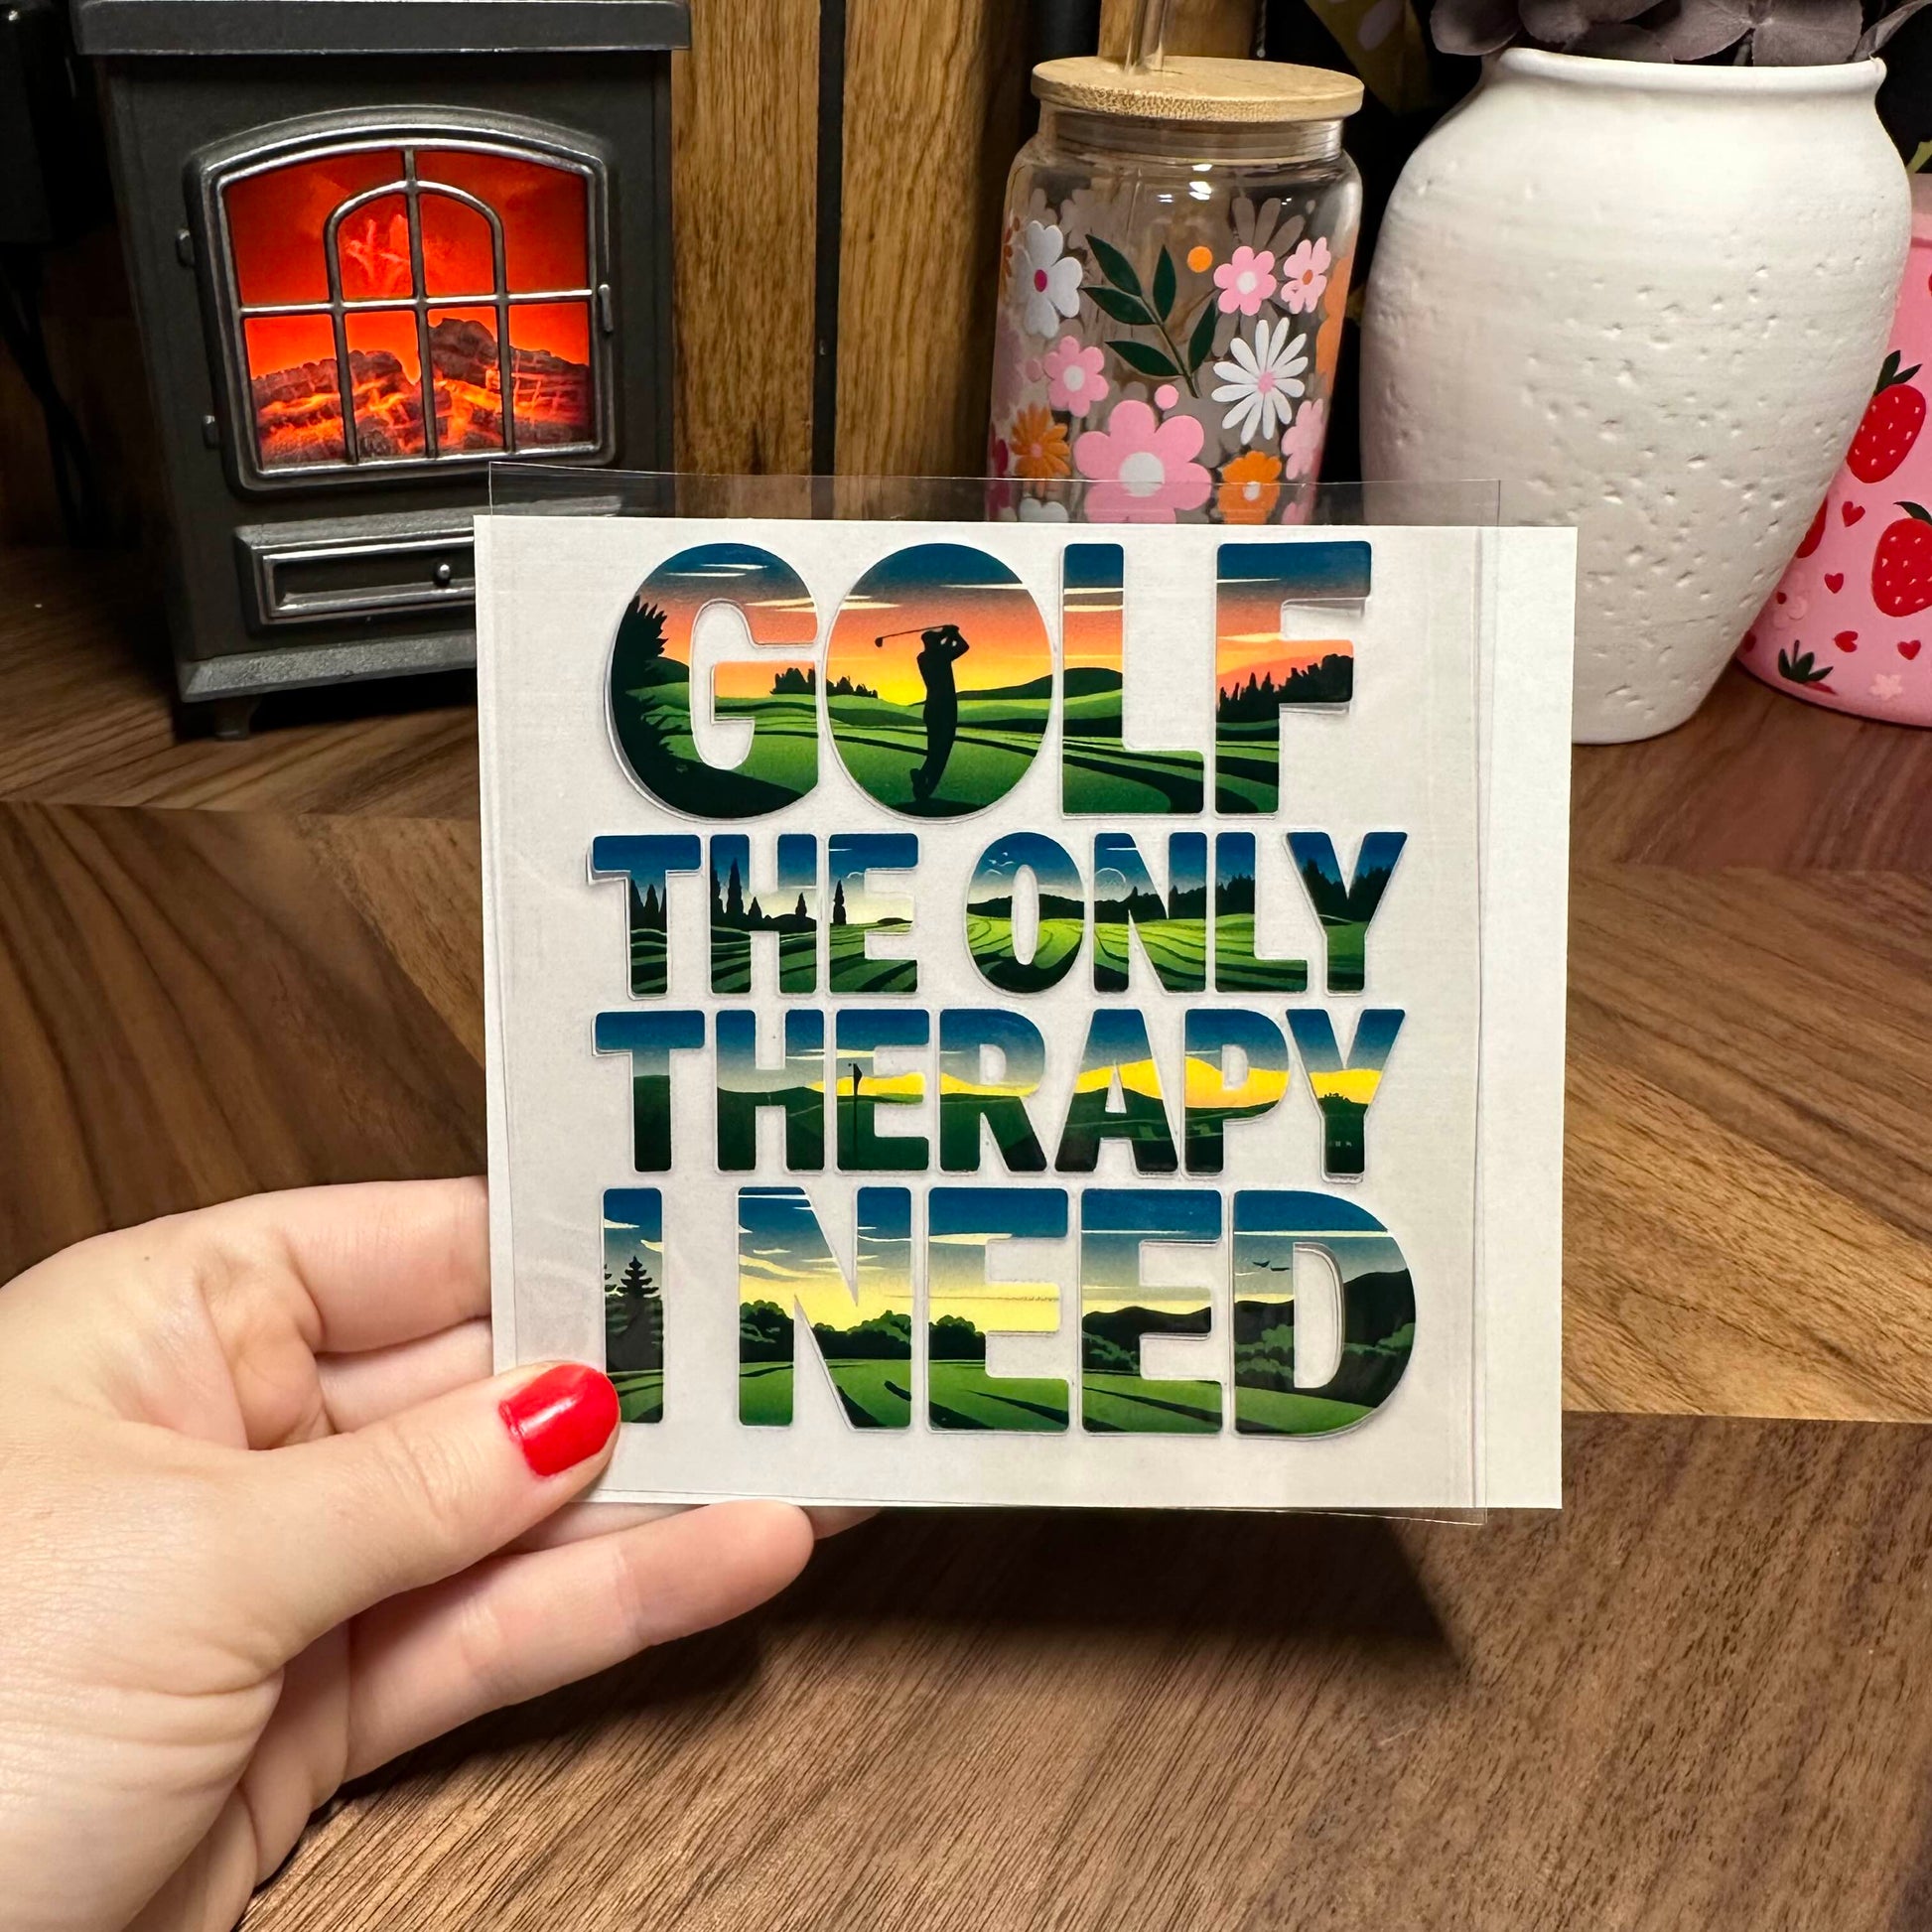 GOLF
THE ONLY
THERAPY
I NEED